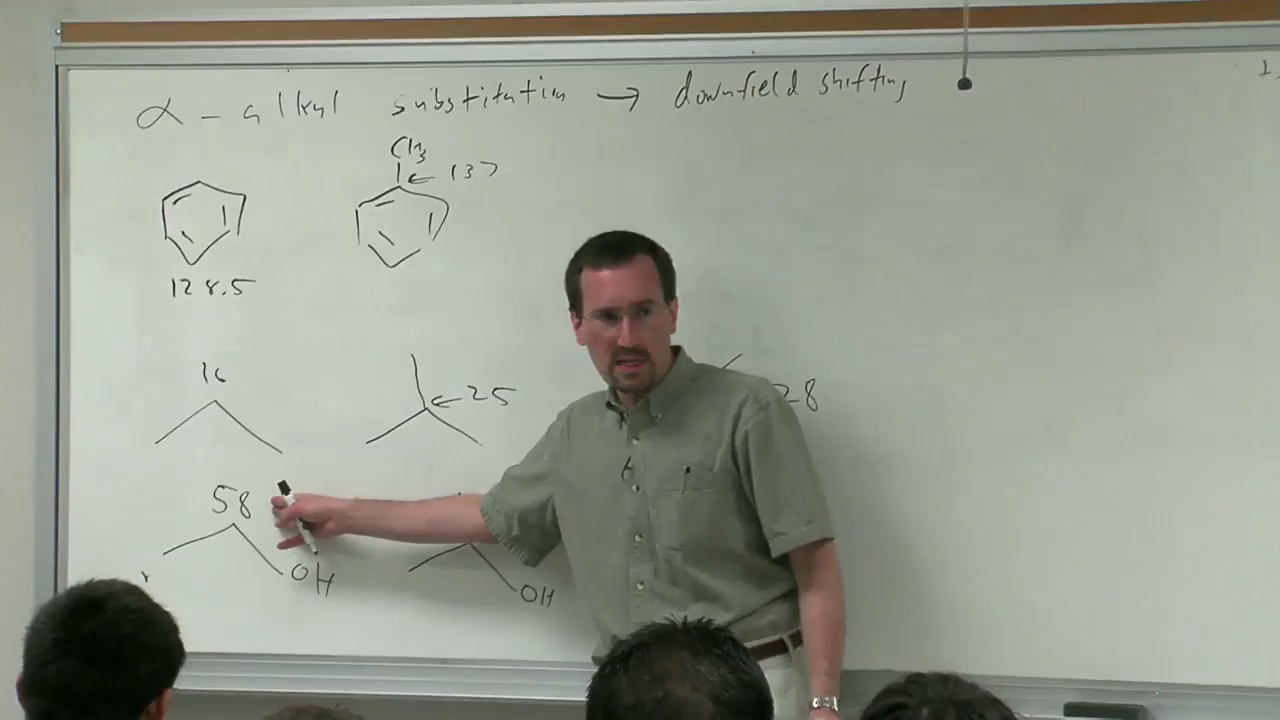 α - alkyl substitution → downfield shifting
CH3
← 137
128.5
16
← 25
28
58
OH
OH